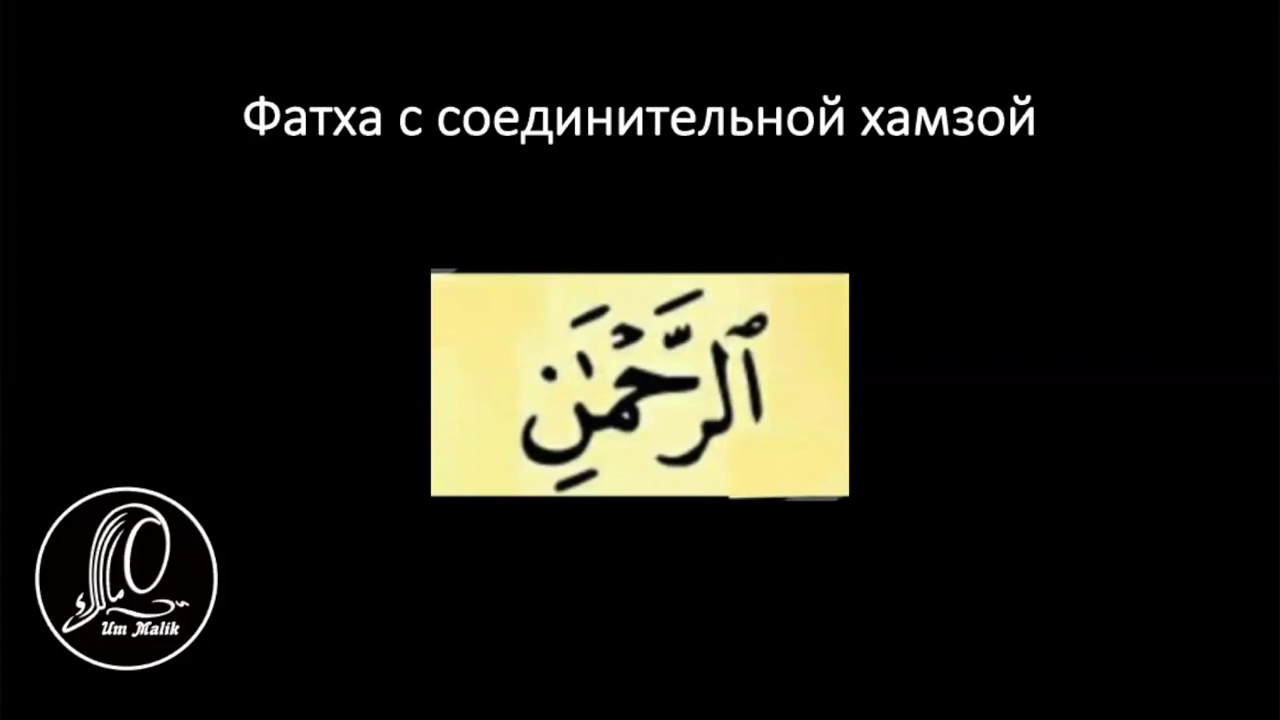 Фатха с соединительной хамзой
ٱلرَّحْمَـٰنِ
Um Malik